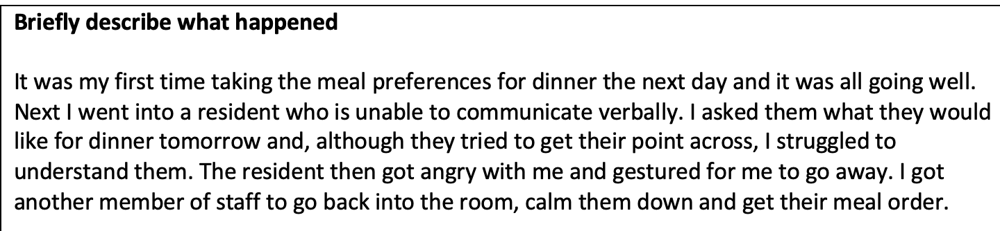 Briefly describe what happened
It was my first time taking the meal preferences for dinner the next day and it was all going well.
Next I went into a resident who is unable to communicate verbally. I asked them what they would
like for dinner tomorrow and, although they tried to get their point across, I struggled to
understand them. The resident then got angry with me and gestured for me to go away. I got
another member of staff to go back into the room, calm them down and get their meal order.